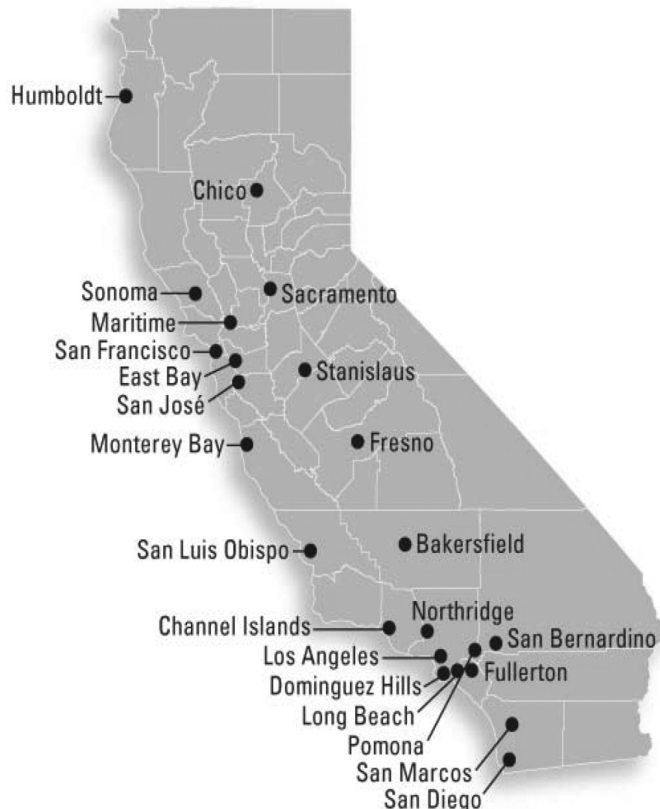 Humboldt
Chico
Sonoma
Sacramento
Maritime
San Francisco
East Bay
Stanislaus
San José
Monterey Bay
Fresno
San Luis Obispo
Bakersfield
Northridge
Channel Islands
San Bernardino
Los Angeles
Fullerton
Dominguez Hills
Long Beach
Pomona
San Marcos
San Diego